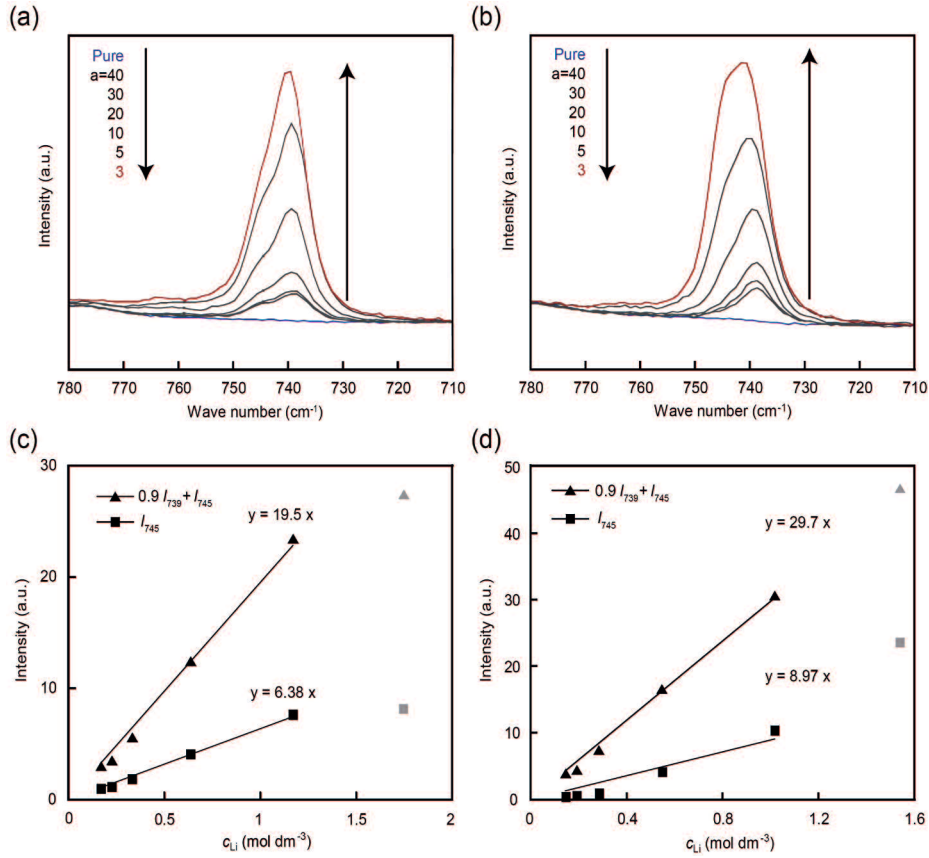 (a)
Pure
a=40
30
20
10
5
3
Intensity (a.u.)
780 770 760 750 740 730 720 710
Wave number (cm⁻¹)
(b)
Pure
a=40
30
20
10
5
3
Intensity (a.u.)
780 770 760 750 740 730 720 710
Wave number (cm⁻¹)
(c)
30
20
10
0
Intensity (a.u.)
0.9 I₇₃₉ + I₇₄₅
I₇₄₅
y = 19.5 x
y = 6.38 x
0 0.5 1 1.5 2
c_Li (mol dm⁻³)
(d)
50
40
30
20
10
0
Intensity (a.u.)
0.9 I₇₃₉ + I₇₄₅
I₇₄₅
y = 29.7 x
y = 8.97 x
0 0.4 0.8 1.2 1.6
c_Li (mol dm⁻³)